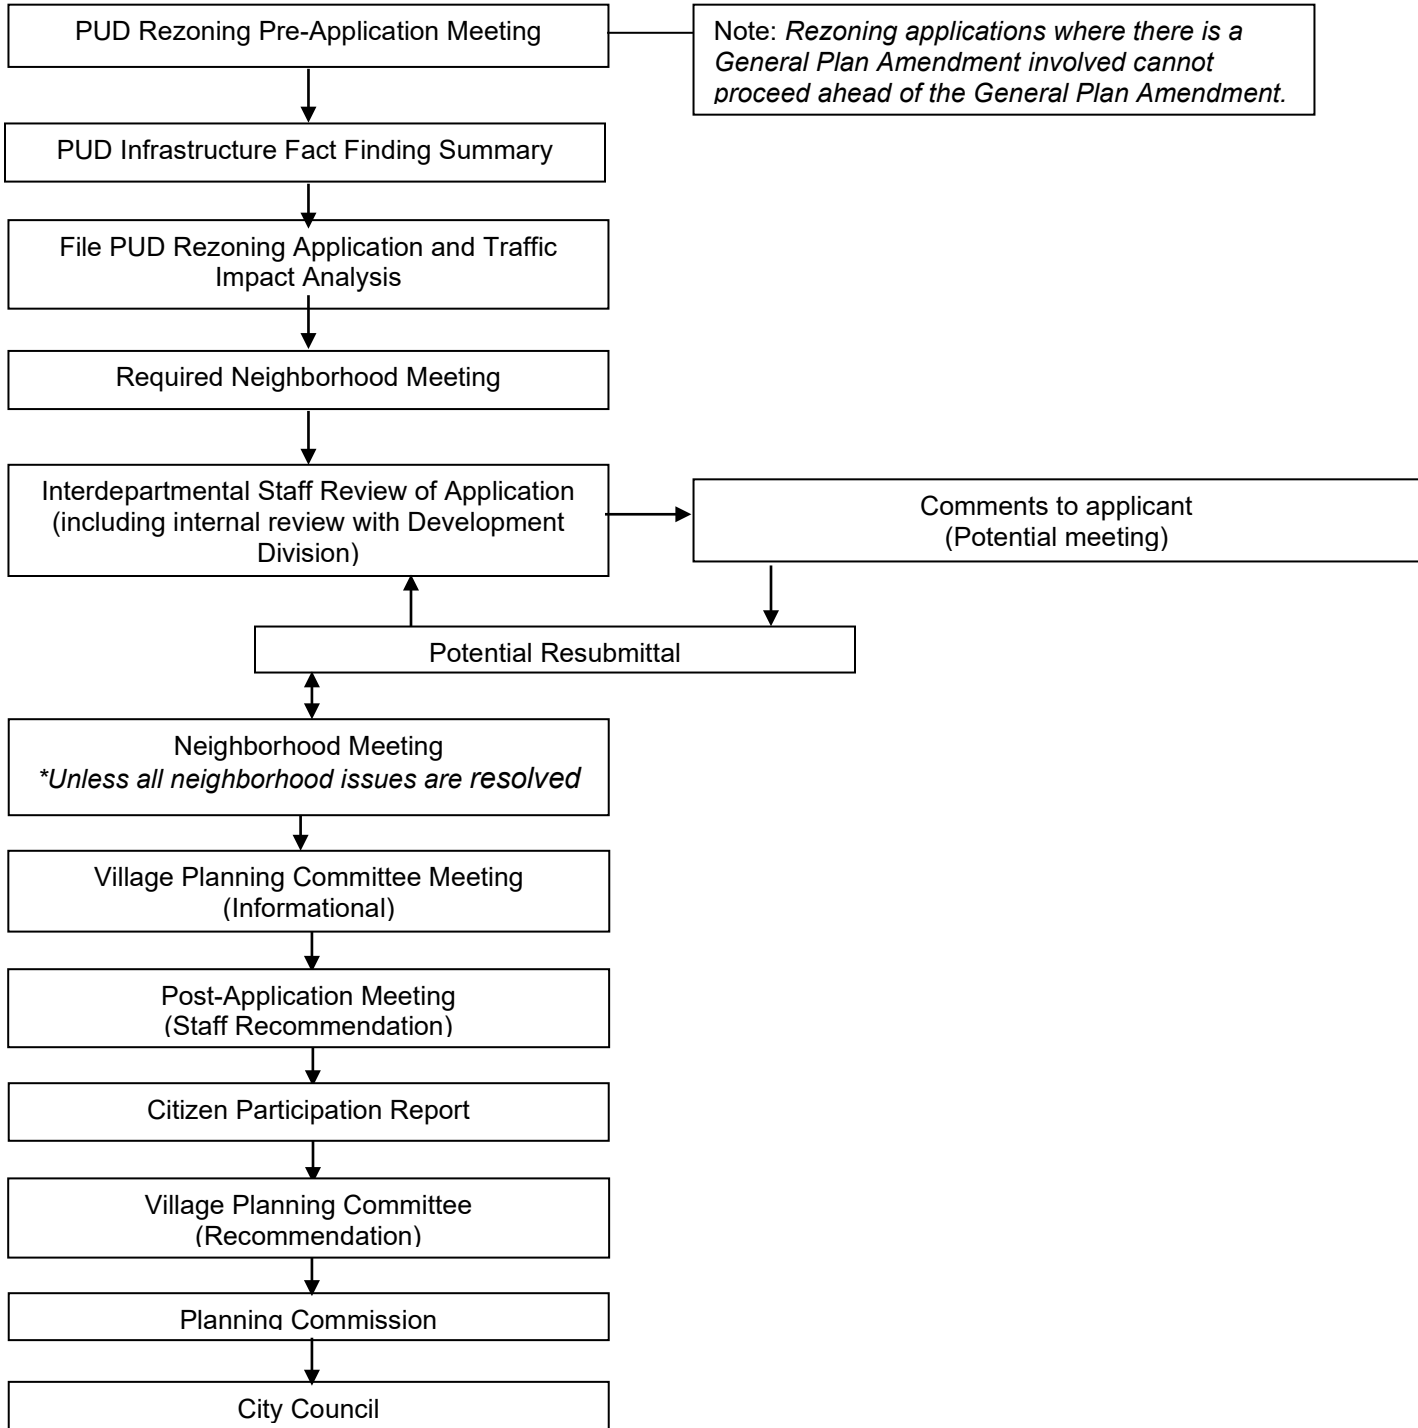 PUD Rezoning Pre-Application Meeting
Note: Rezoning applications where there is a
General Plan Amendment involved cannot
proceed ahead of the General Plan Amendment.
PUD Infrastructure Fact Finding Summary
File PUD Rezoning Application and Traffic
Impact Analysis
Required Neighborhood Meeting
Interdepartmental Staff Review of Application
(including internal review with Development
Division)
Comments to applicant
(Potential meeting)
Potential Resubmittal
Neighborhood Meeting
*Unless all neighborhood issues are resolved
Village Planning Committee Meeting
(Informational)
Post-Application Meeting
(Staff Recommendation)
Citizen Participation Report
Village Planning Committee
(Recommendation)
Planning Commission
City Council